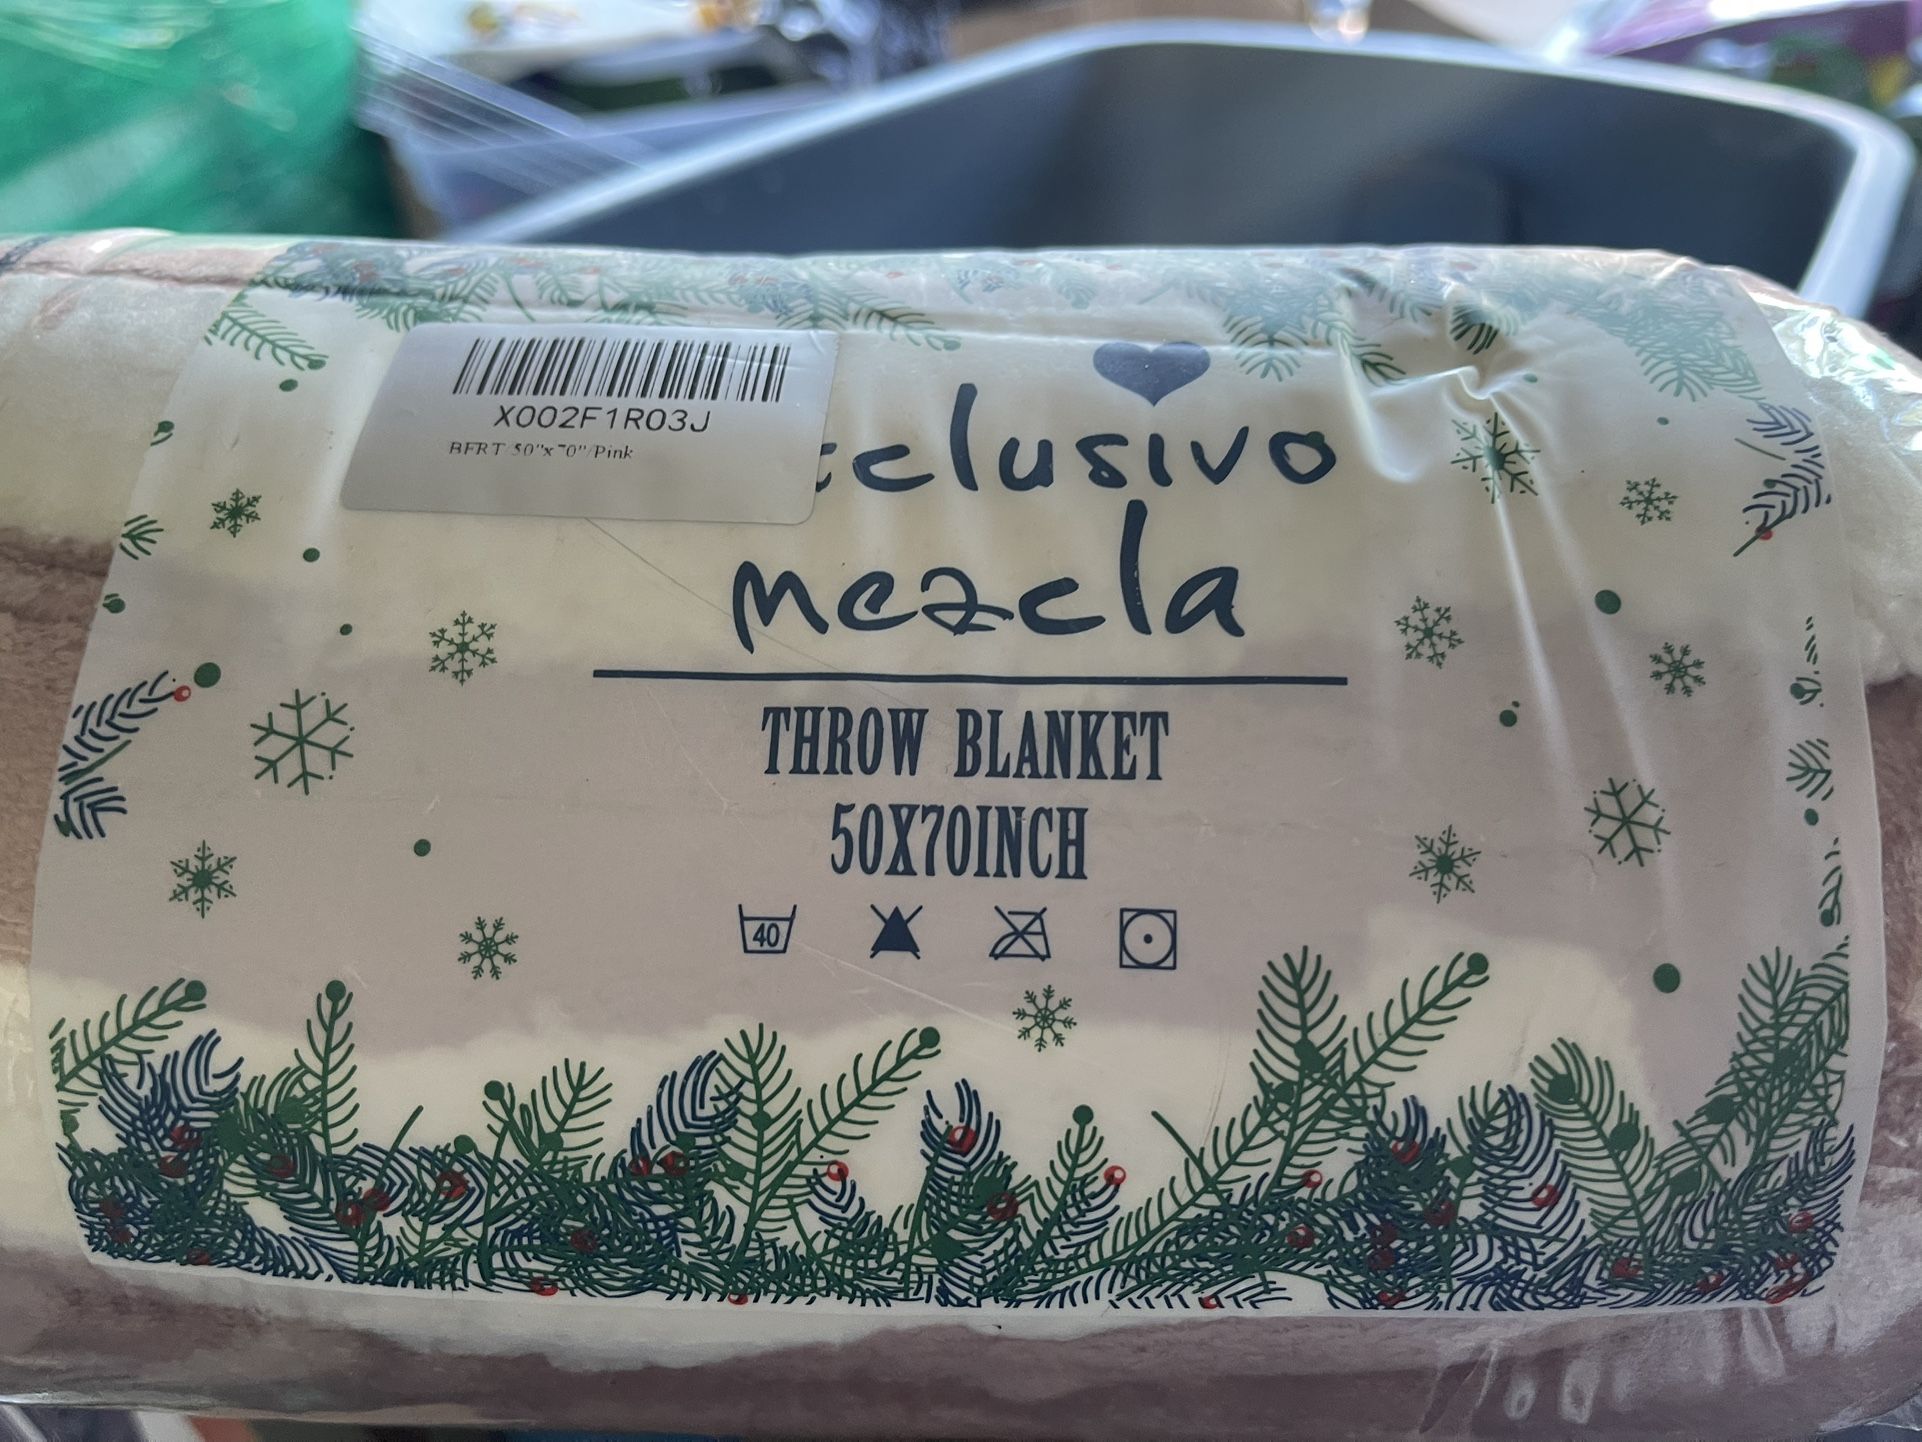 X002F1R03J
BFRT/50"x70"/Pink
clusivo
mezcla
THROW BLANKET
50X70INCH
40